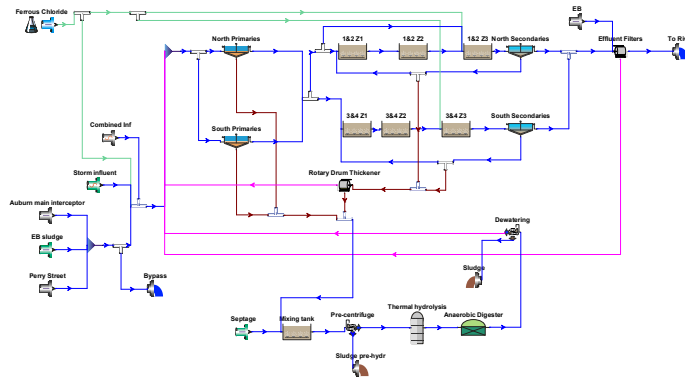 Ferrous Chloride
EB
North Primaries
1&2 Z1
1&2 Z2
1&2 Z3
North Secondaries
Effluent Filters
To Ri
Combined Inf
South Primaries
3&4 Z1
3&4 Z2
3&4 Z3
South Secondaries
Storm influent
Rotary Drum Thickener
Auburn main interceptor
EB sludge
Dewatering
Perry Street
Bypass
Sludge
Septage
Mixing tank
Pre-centrifuge
Thermal hydrolysis
Anaerobic Digester
Sludge pre-hydr